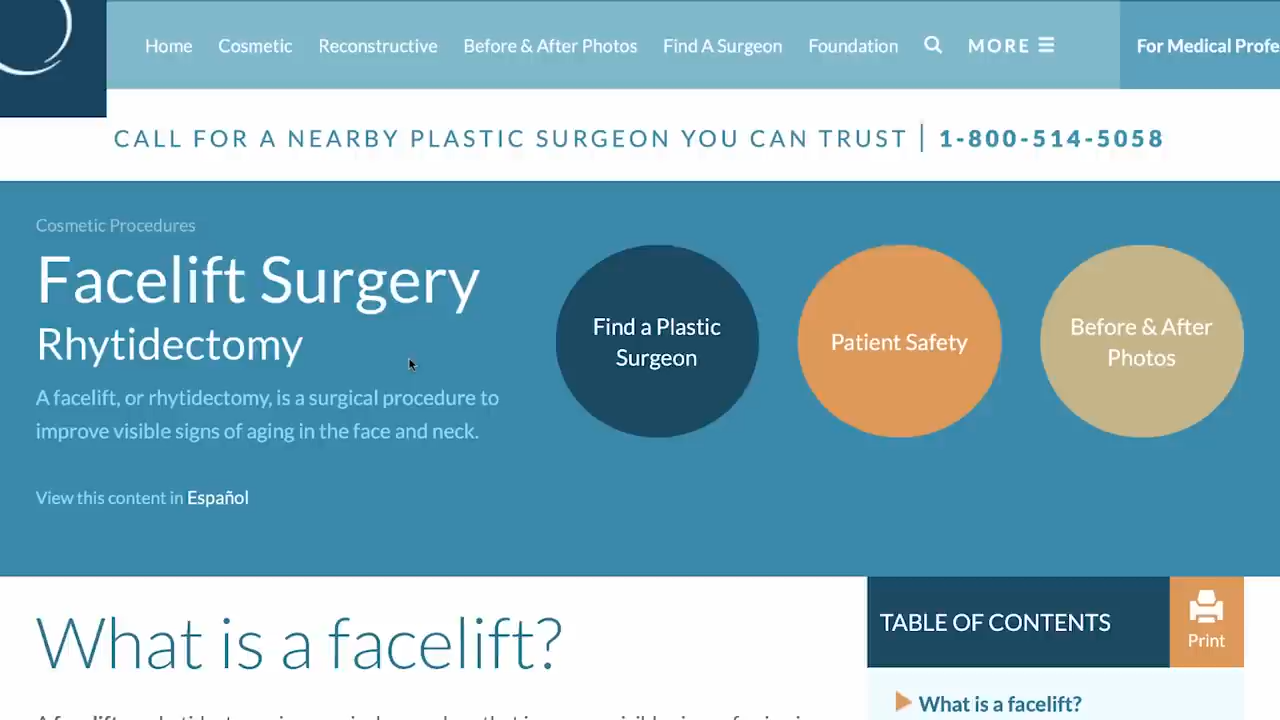 Home Cosmetic Reconstructive Before & After Photos Find A Surgeon Foundation MORE For Medical
CALL FOR A NEARBY PLASTIC SURGEON YOU CAN TRUST | 1-800-514-5058
Cosmetic Procedures
Facelift Surgery
Rhytidectomy
A facelift, or rhytidectomy, is a surgical procedure to
improve visible signs of aging in the face and neck.
View this content in Español
Find a Plastic
Surgeon
Patient Safety
Before & After
Photos
What is a facelift?
TABLE OF CONTENTS
Print
What is a facelift?